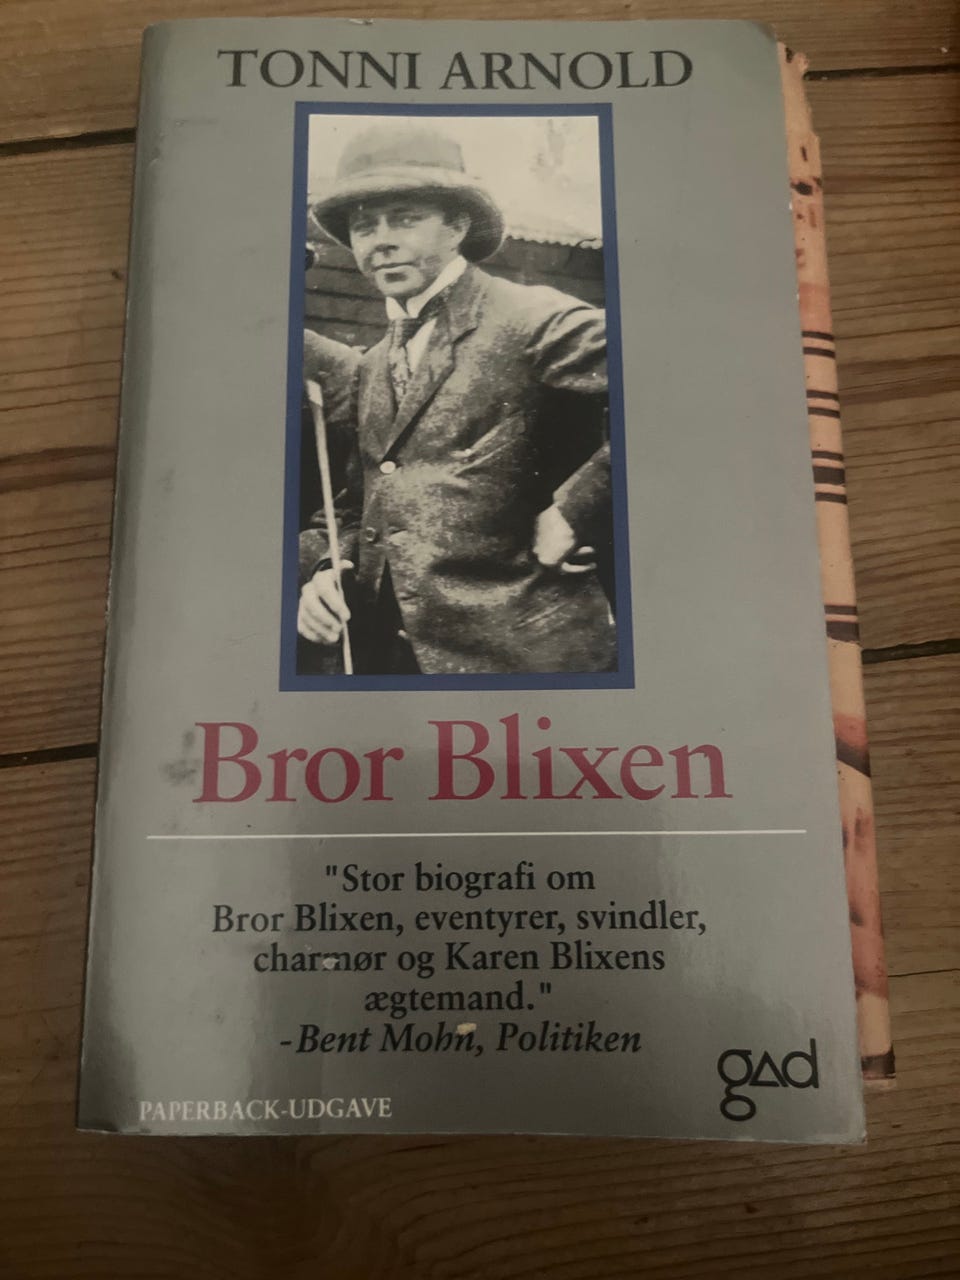 TONNI ARNOLD
Bror Blixen
"Stor biografi om
Bror Blixen, eventyrer, svindler,
charmør og Karen Blixens
ægtemand."
-Bent Mohn, Politiken
gad
PAPERBACK-UDGAVE